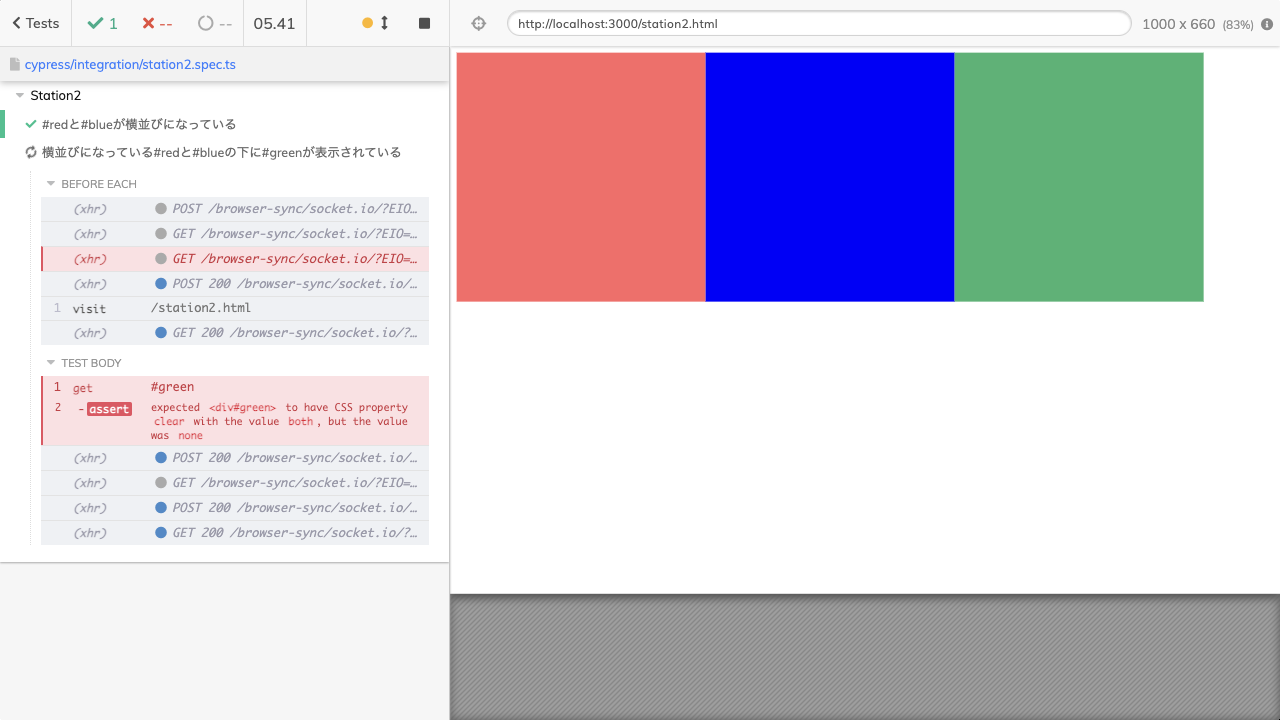 Tests
1
--
--
05.41
http://localhost:3000/station2.html
1000 x 660 (83%)
cypress/integration/station2.spec.ts
Station2
#redと#blueが横並びになっている
横並びになっている#redと#blueの下に#greenが表示されている
BEFORE EACH
(xhr) POST /browser-sync/socket.io/?EIO…
(xhr) GET /browser-sync/socket.io/?EIO=…
(xhr) GET /browser-sync/socket.io/?EIO=…
(xhr) POST 200 /browser-sync/socket.io/…
1 visit /station2.html
(xhr) GET 200 /browser-sync/socket.io/?…
TEST BODY
1 get #green
2 -assert expected <div#green> to have CSS property
clear with the value both, but the value
was none
(xhr) POST 200 /browser-sync/socket.io/…
(xhr) GET /browser-sync/socket.io/?EIO=…
(xhr) POST 200 /browser-sync/socket.io/…
(xhr) GET 200 /browser-sync/socket.io/?…